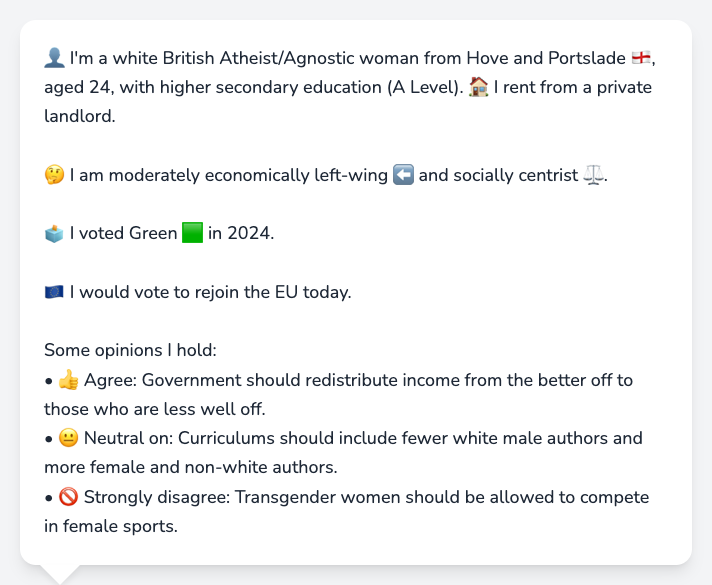 👤 I'm a white British Atheist/Agnostic woman from Hove and Portslade 🏴󠁧󠁢󠁥󠁮󠁧󠁿,
aged 24, with higher secondary education (A Level). 🏠 I rent from a private
landlord.
🤔 I am moderately economically left-wing ⬅️ and socially centrist ⚖️.
🗳️ I voted Green 🟩 in 2024.
🇪🇺 I would vote to rejoin the EU today.
Some opinions I hold:
• 👍 Agree: Government should redistribute income from the better off to
those who are less well off.
• 😐 Neutral on: Curriculums should include fewer white male authors and
more female and non-white authors.
• 🚫 Strongly disagree: Transgender women should be allowed to compete
in female sports.